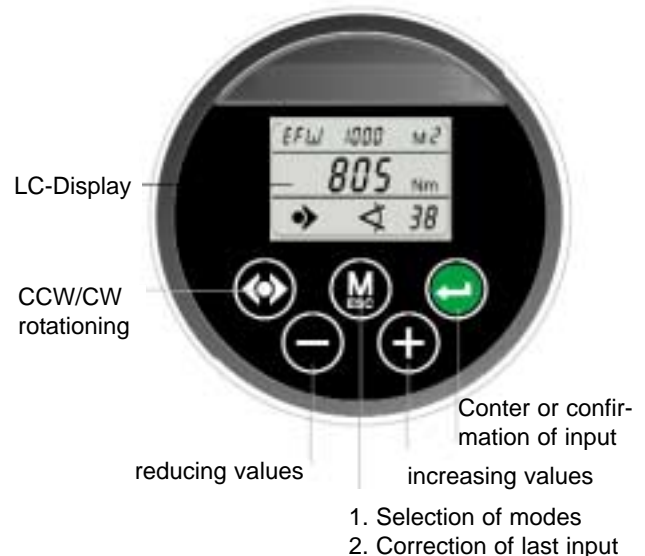 EFW 1000 M2
805 Nm
38
LC-Display
M
ESC
CCW/CW
rotationing
Conter or confir-
mation of input
reducing values
increasing values
1. Selection of modes
2. Correction of last input